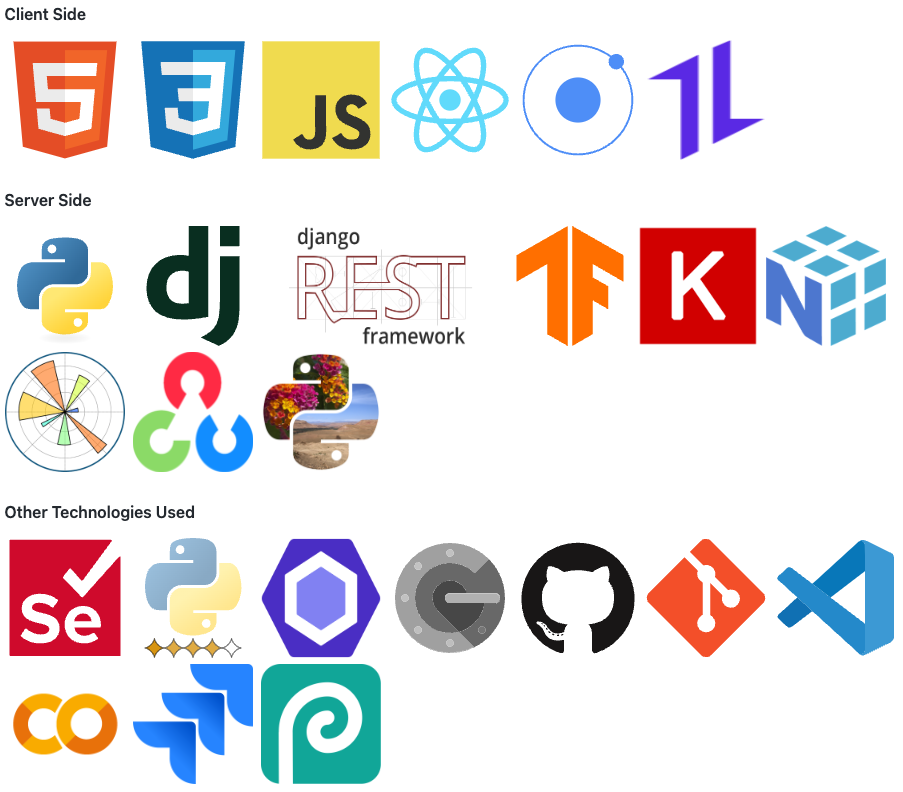 Client Side
5
3
JS
Server Side
dj
django
REST
framework
K
N
Other Technologies Used
Se